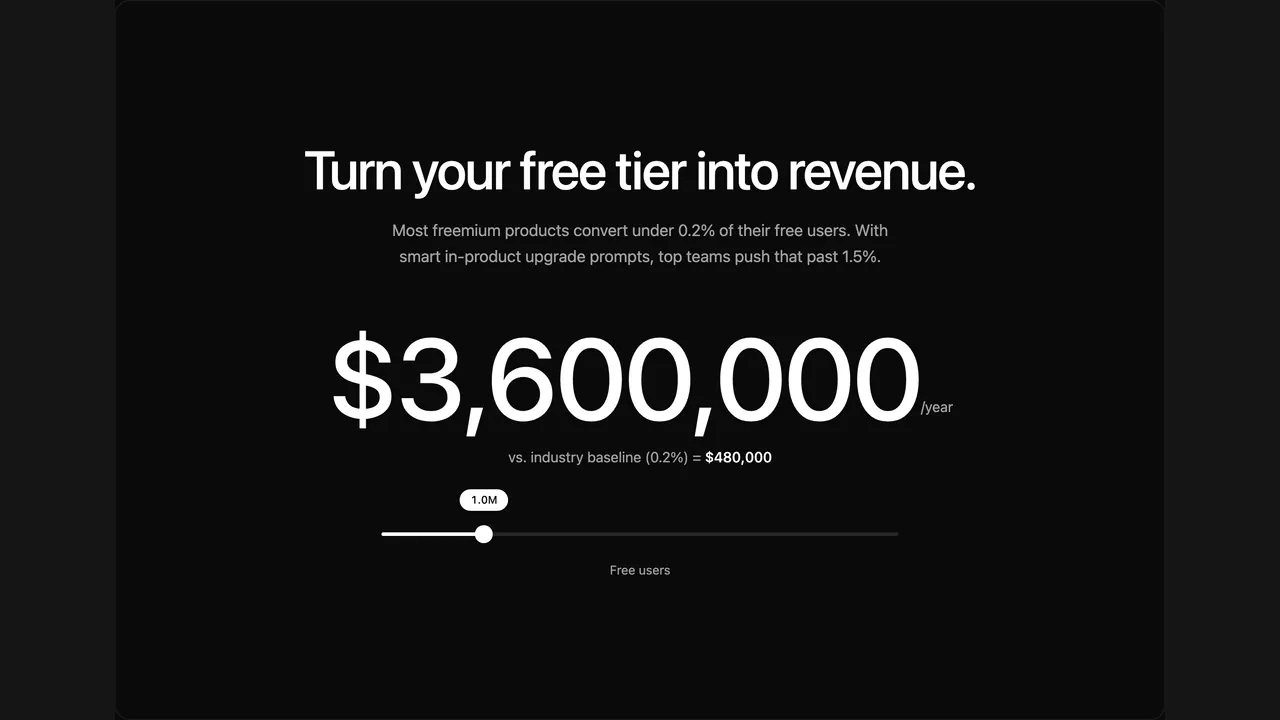 Turn your free tier into revenue.
Most freemium products convert under 0.2% of their free users. With
smart in-product upgrade prompts, top teams push that past 1.5%.
$3,600,000/year
vs. industry baseline (0.2%) = $480,000
1.0M
Free users